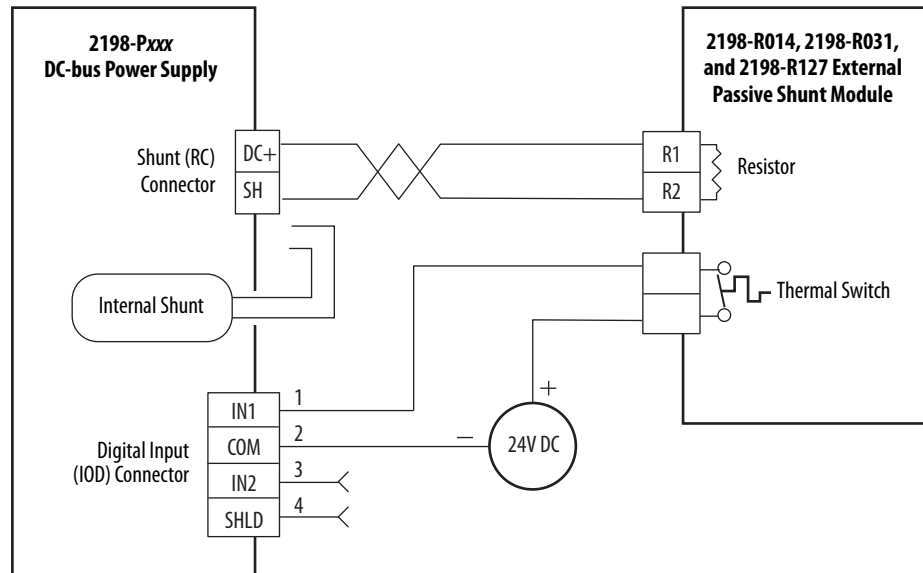 2198-Pxxx
DC-bus Power Supply
2198-R014, 2198-R031,
and 2198-R127 External
Passive Shunt Module
Shunt (RC)
Connector
DC+
SH
R1
R2
Resistor
Internal Shunt
Thermal Switch
Digital Input
(IOD) Connector
IN1
1
COM
2
IN2
3
SHLD
4
+
–
24V DC